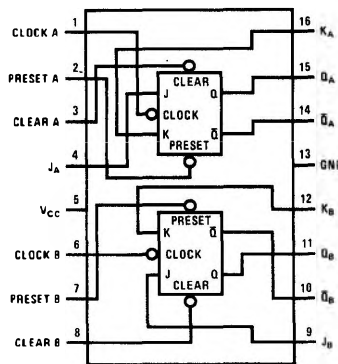 1
CLOCK A
2
PRESET A
3
CLEAR A
4
JA
5
VCC
6
CLOCK B
7
PRESET B
8
CLEAR B
CLEAR
J Q
CLOCK
K Q̄
PRESET
PRESET
K Q̄
CLOCK
J Q
CLEAR
16
KA
15
QA
14
Q̄A
13
GN
12
KB
11
QB
10
Q̄B
9
JB